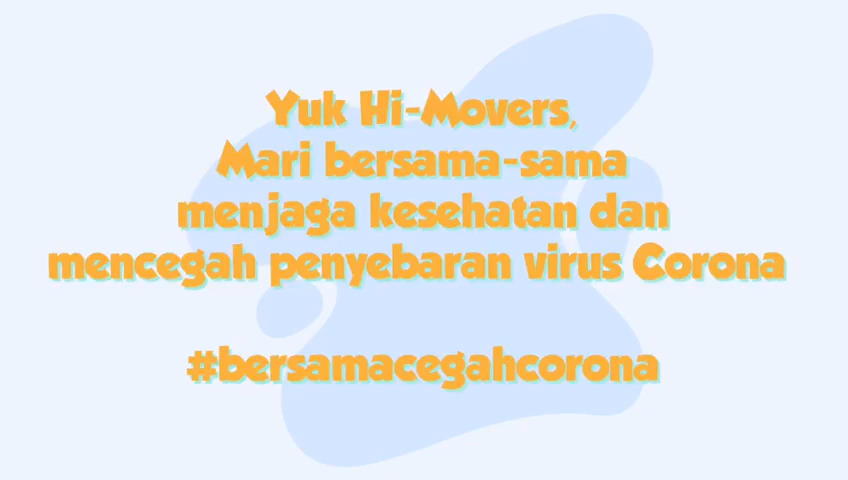 Yuk Hi-Movers,
Mari bersama-sama
menjaga kesehatan dan
mencegah penyebaran virus Corona
#bersamacegahcorona